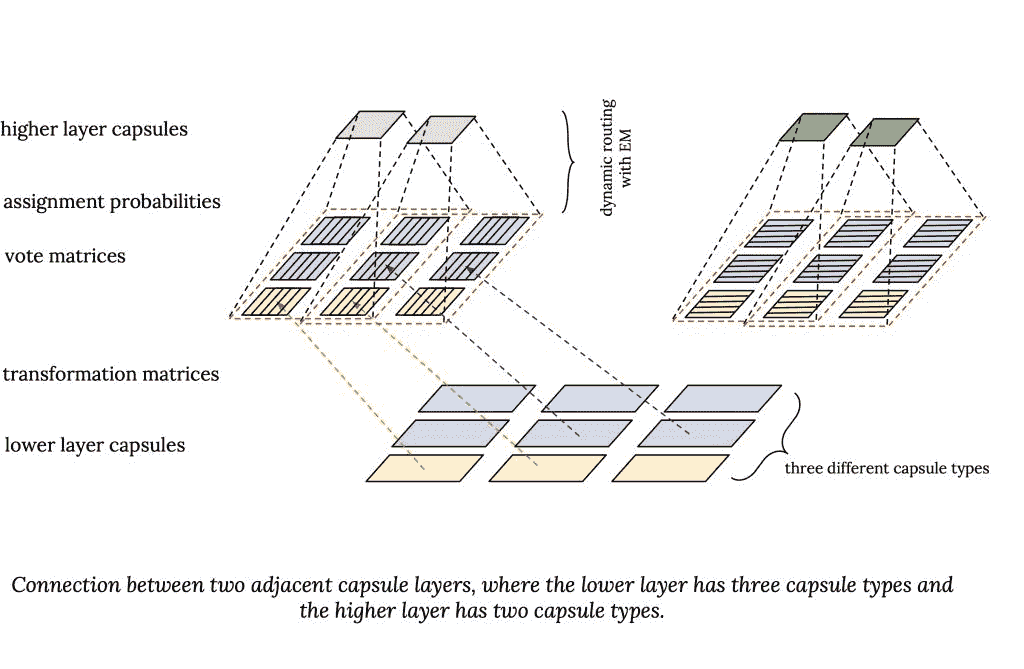 higher layer capsules
dynamic routing
with EM
assignment probabilities
vote matrices
transformation matrices
lower layer capsules
three different capsule types
Connection between two adjacent capsule layers, where the lower layer has three capsule types and
the higher layer has two capsule types.